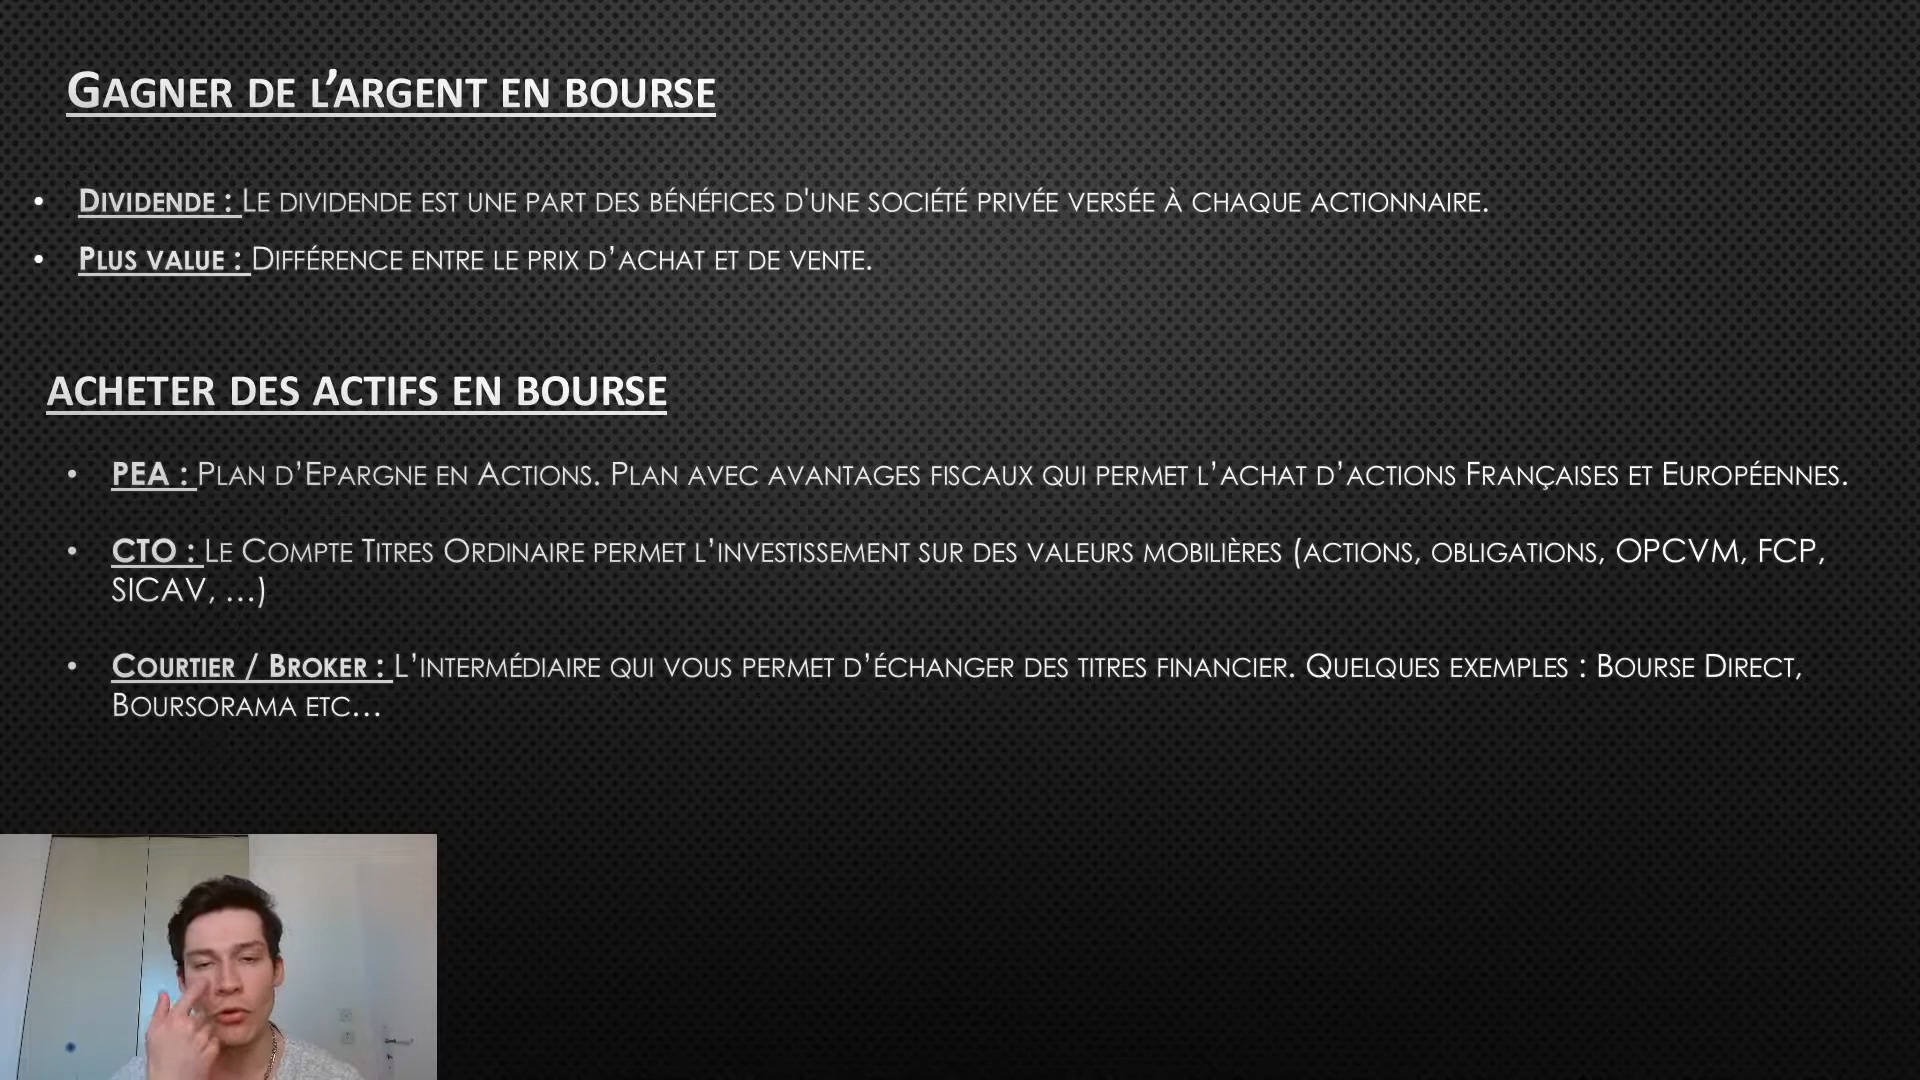 Gagner de l’argent en bourse
• Dividende : Le dividende est une part des bénéfices d'une société privée versée à chaque actionnaire.
• Plus value : Différence entre le prix d’achat et de vente.
acheter des actifs en bourse
• PEA : Plan d’Epargne en Actions. Plan avec avantages fiscaux qui permet l’achat d’actions Françaises et Européennes.
• CTO : Le Compte Titres Ordinaire permet l’investissement sur des valeurs mobilières (actions, obligations, OPCVM, FCP,
SICAV, …)
• Courtier / Broker : L’intermédiaire qui vous permet d’échanger des titres financier. Quelques exemples : Bourse Direct,
Boursorama etc…